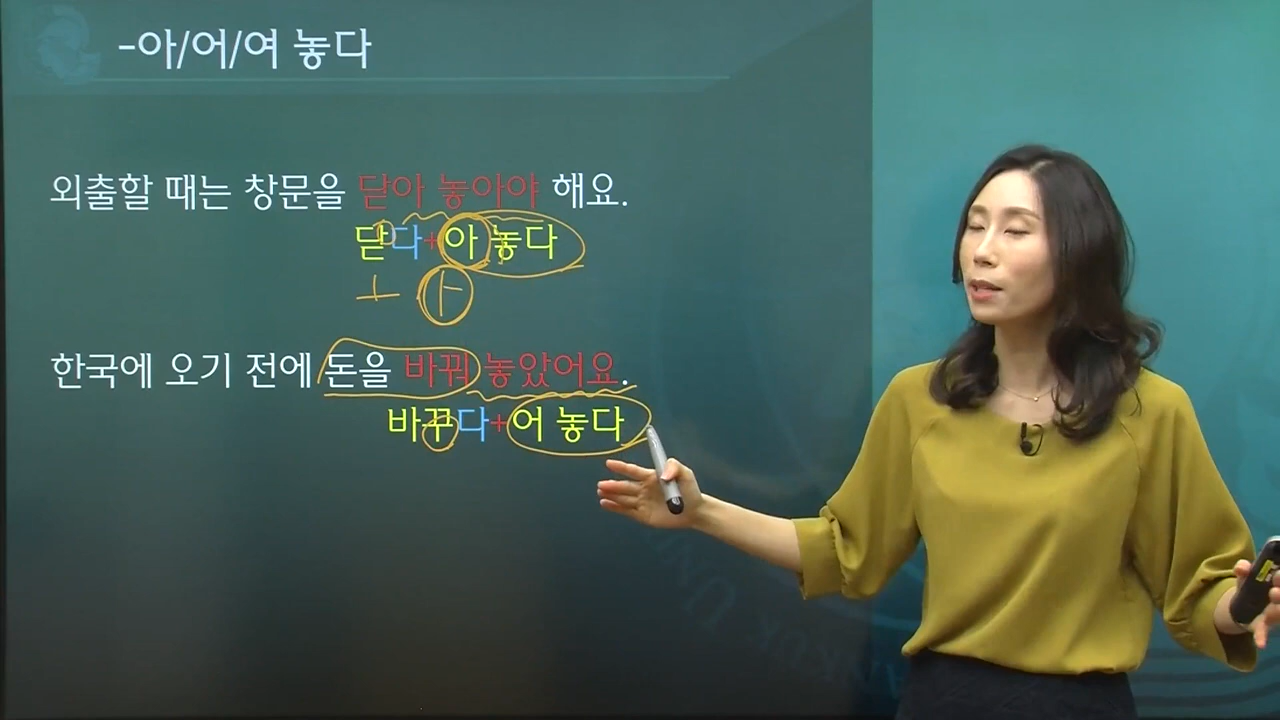 -아/어/여 놓다
외출할 때는 창문을 닫아 놓아야 해요.
닫다+아 놓다
ㅗ ㅏ
한국에 오기 전에 돈을 바꿔 놓았어요.
바꾸다+어 놓다